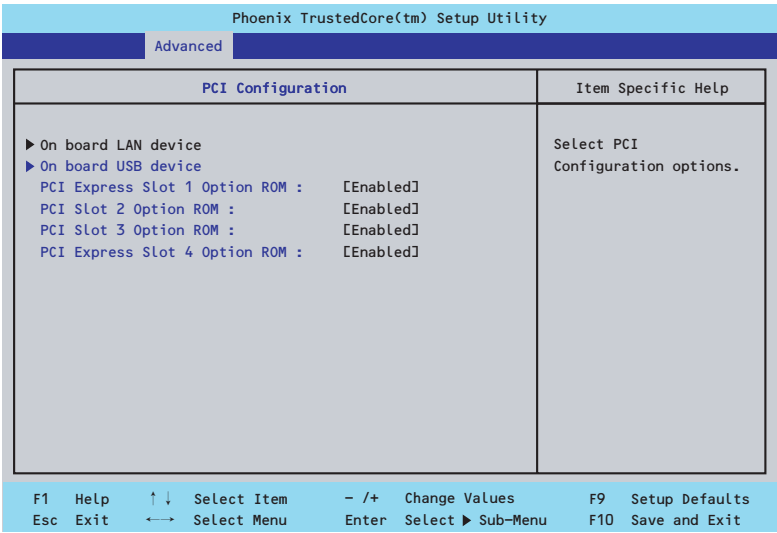 Phoenix TrustedCore(tm) Setup Utility
Advanced
PCI Configuration
Item Specific Help
▶ On board LAN device
▶ On board USB device
PCI Express Slot 1 Option ROM : [Enabled]
PCI Slot 2 Option ROM : [Enabled]
PCI Slot 3 Option ROM : [Enabled]
PCI Express Slot 4 Option ROM : [Enabled]
Select PCI
Configuration options.
F1 Help ↑↓ Select Item - /+ Change Values F9 Setup Defaults
Esc Exit ←→ Select Menu Enter Select ▶ Sub-Menu F10 Save and Exit